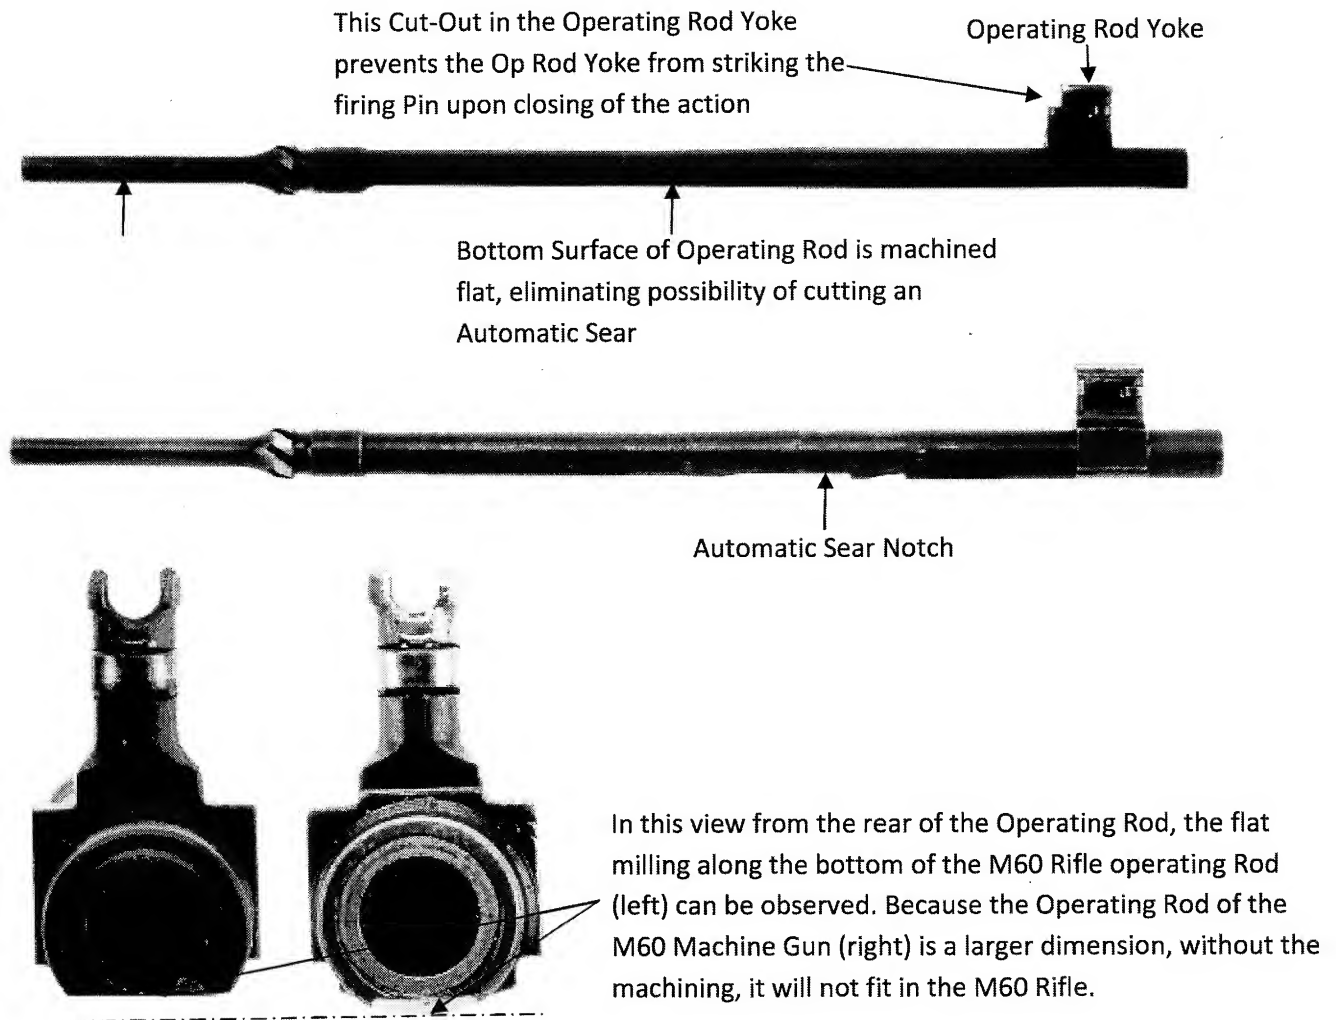 This Cut-Out in the Operating Rod Yoke
prevents the Op Rod Yoke from striking the
firing Pin upon closing of the action
Operating Rod Yoke
Bottom Surface of Operating Rod is machined
flat, eliminating possibility of cutting an
Automatic Sear
Automatic Sear Notch
In this view from the rear of the Operating Rod, the flat
milling along the bottom of the M60 Rifle operating Rod
(left) can be observed. Because the Operating Rod of the
M60 Machine Gun (right) is a larger dimension, without the
machining, it will not fit in the M60 Rifle.